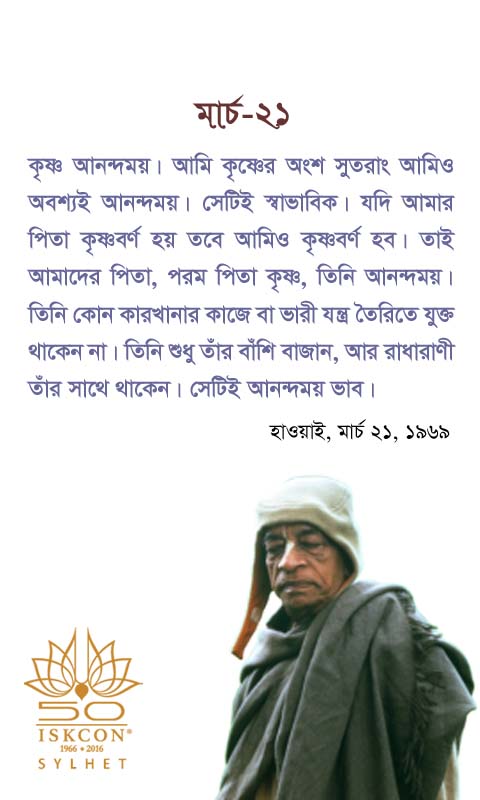 মার্চ-২১
কৃষ্ণ আনন্দময়। আমি কৃষ্ণের অংশ সুতরাং আমিও
অবশ্যই আনন্দময়। সেটিই স্বাভাবিক। যদি আমার
পিতা কৃষ্ণবর্ণ হয় তবে আমিও কৃষ্ণবর্ণ হব। তাই
আমাদের পিতা, পরম পিতা কৃষ্ণ, তিনি আনন্দময়।
তিনি কোন কারখানার কাজে বা ভারী যন্ত্র তৈরিতে যুক্ত
থাকেন না। তিনি শুধু তাঁর বাঁশি বাজান, আর রাধারাণী
তাঁর সাথে থাকেন। সেটিই আনন্দময় ভাব।
হাওয়াই, মার্চ ২১, ১৯৬৯
50
ISKCON®
1966 • 2016
SYLHET